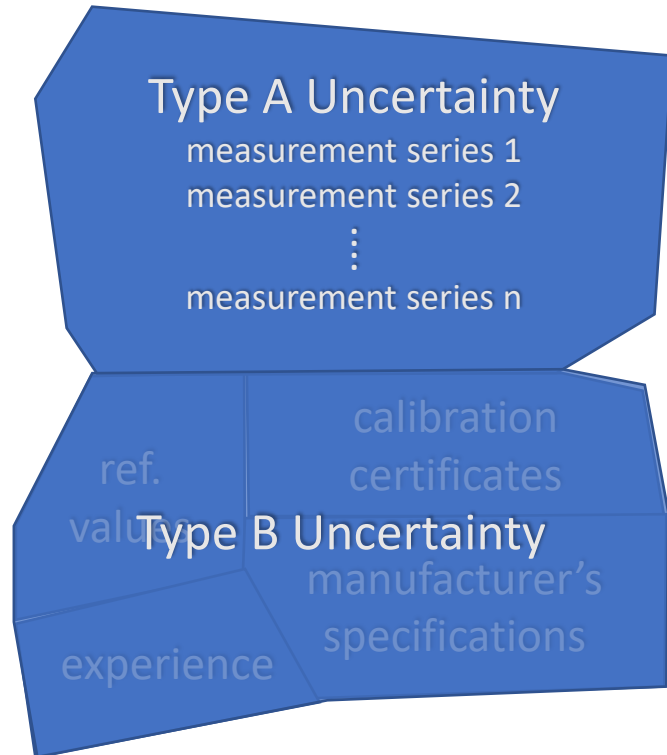 Type A Uncertainty
measurement series 1
measurement series 2
⋮
measurement series n
calibration
certificates
ref.
values
Type B Uncertainty
manufacturer’s
specifications
experience